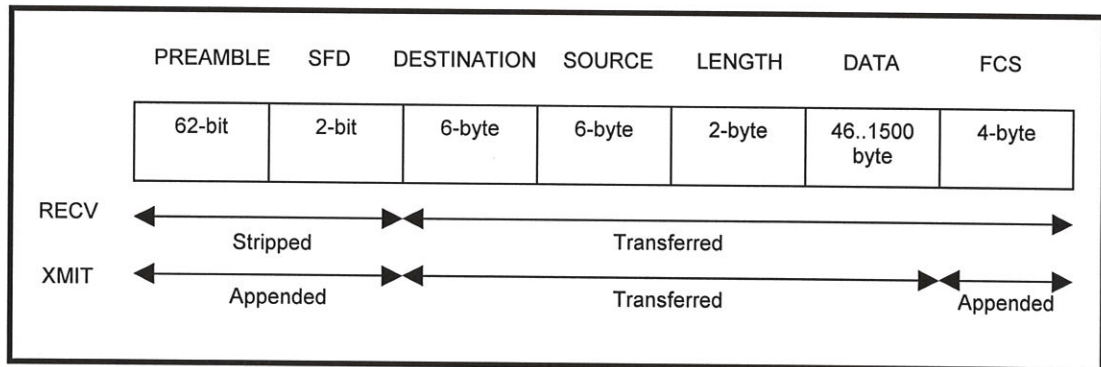 PREAMBLE SFD DESTINATION SOURCE LENGTH DATA FCS
62-bit 2-bit 6-byte 6-byte 2-byte 46..1500 4-byte
byte
RECV
Stripped Transferred
XMIT
Appended Transferred Appended